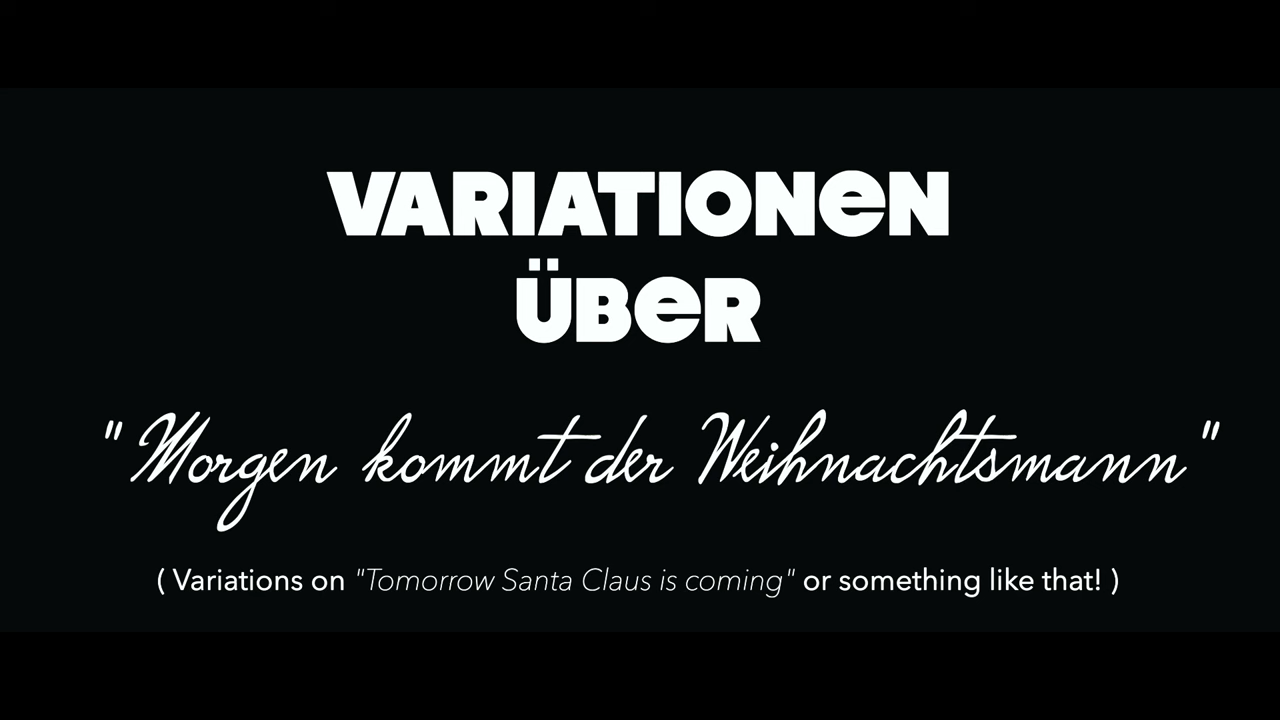 VARIATIONEN
ÜBER
"Morgen kommt der Weihnachtsmann"
( Variations on "Tomorrow Santa Claus is coming" or something like that! )